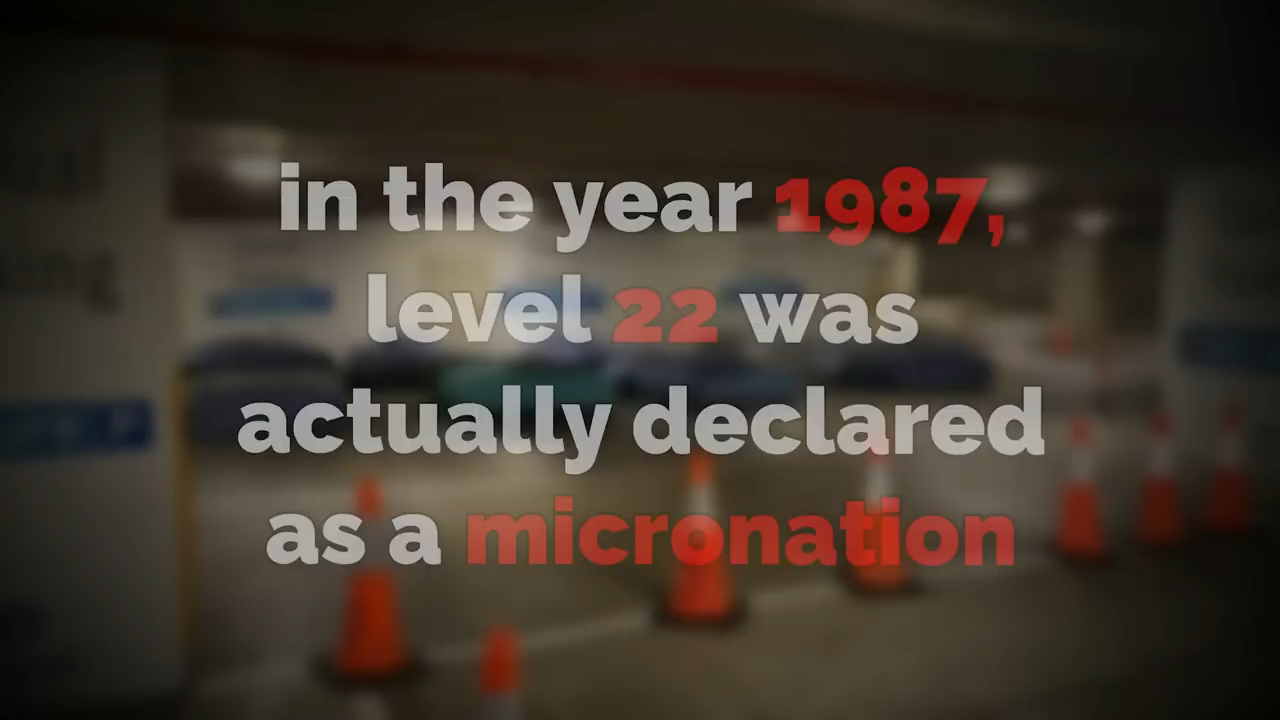 in the year 1987,
level 22 was
actually declared
as a micronation